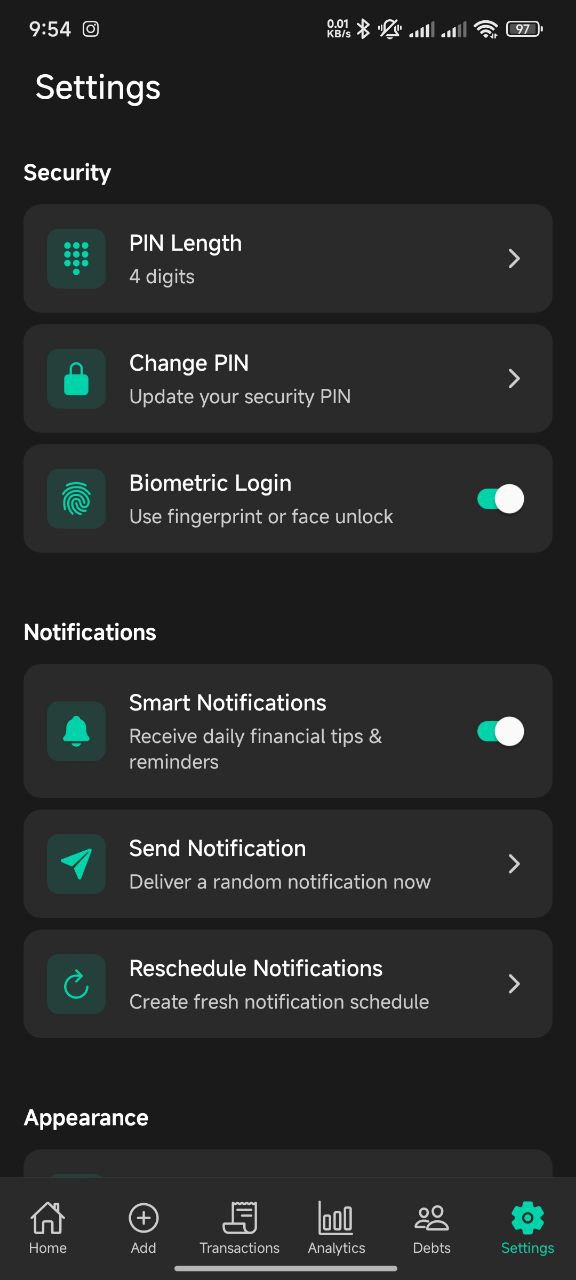 9:54
0.01
KB/s
97
Settings
Security
PIN Length
4 digits
Change PIN
Update your security PIN
Biometric Login
Use fingerprint or face unlock
Notifications
Smart Notifications
Receive daily financial tips &
reminders
Send Notification
Deliver a random notification now
Reschedule Notifications
Create fresh notification schedule
Appearance
Home Add Transactions Analytics Debts Settings